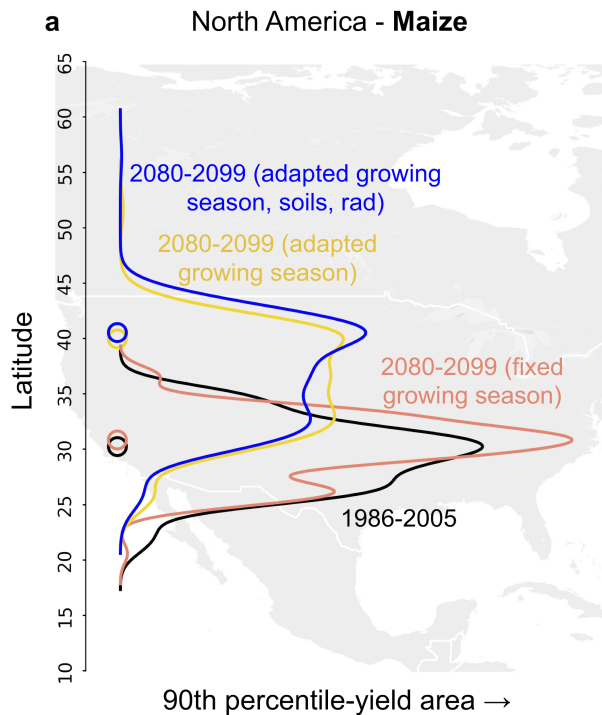 a North America - Maize
65
60
55
50
45
40
35
30
25
20
15
10
Latitude
2080-2099 (adapted growing
season, soils, rad)
2080-2099 (adapted
growing season)
2080-2099 (fixed
growing season)
1986-2005
90th percentile-yield area →